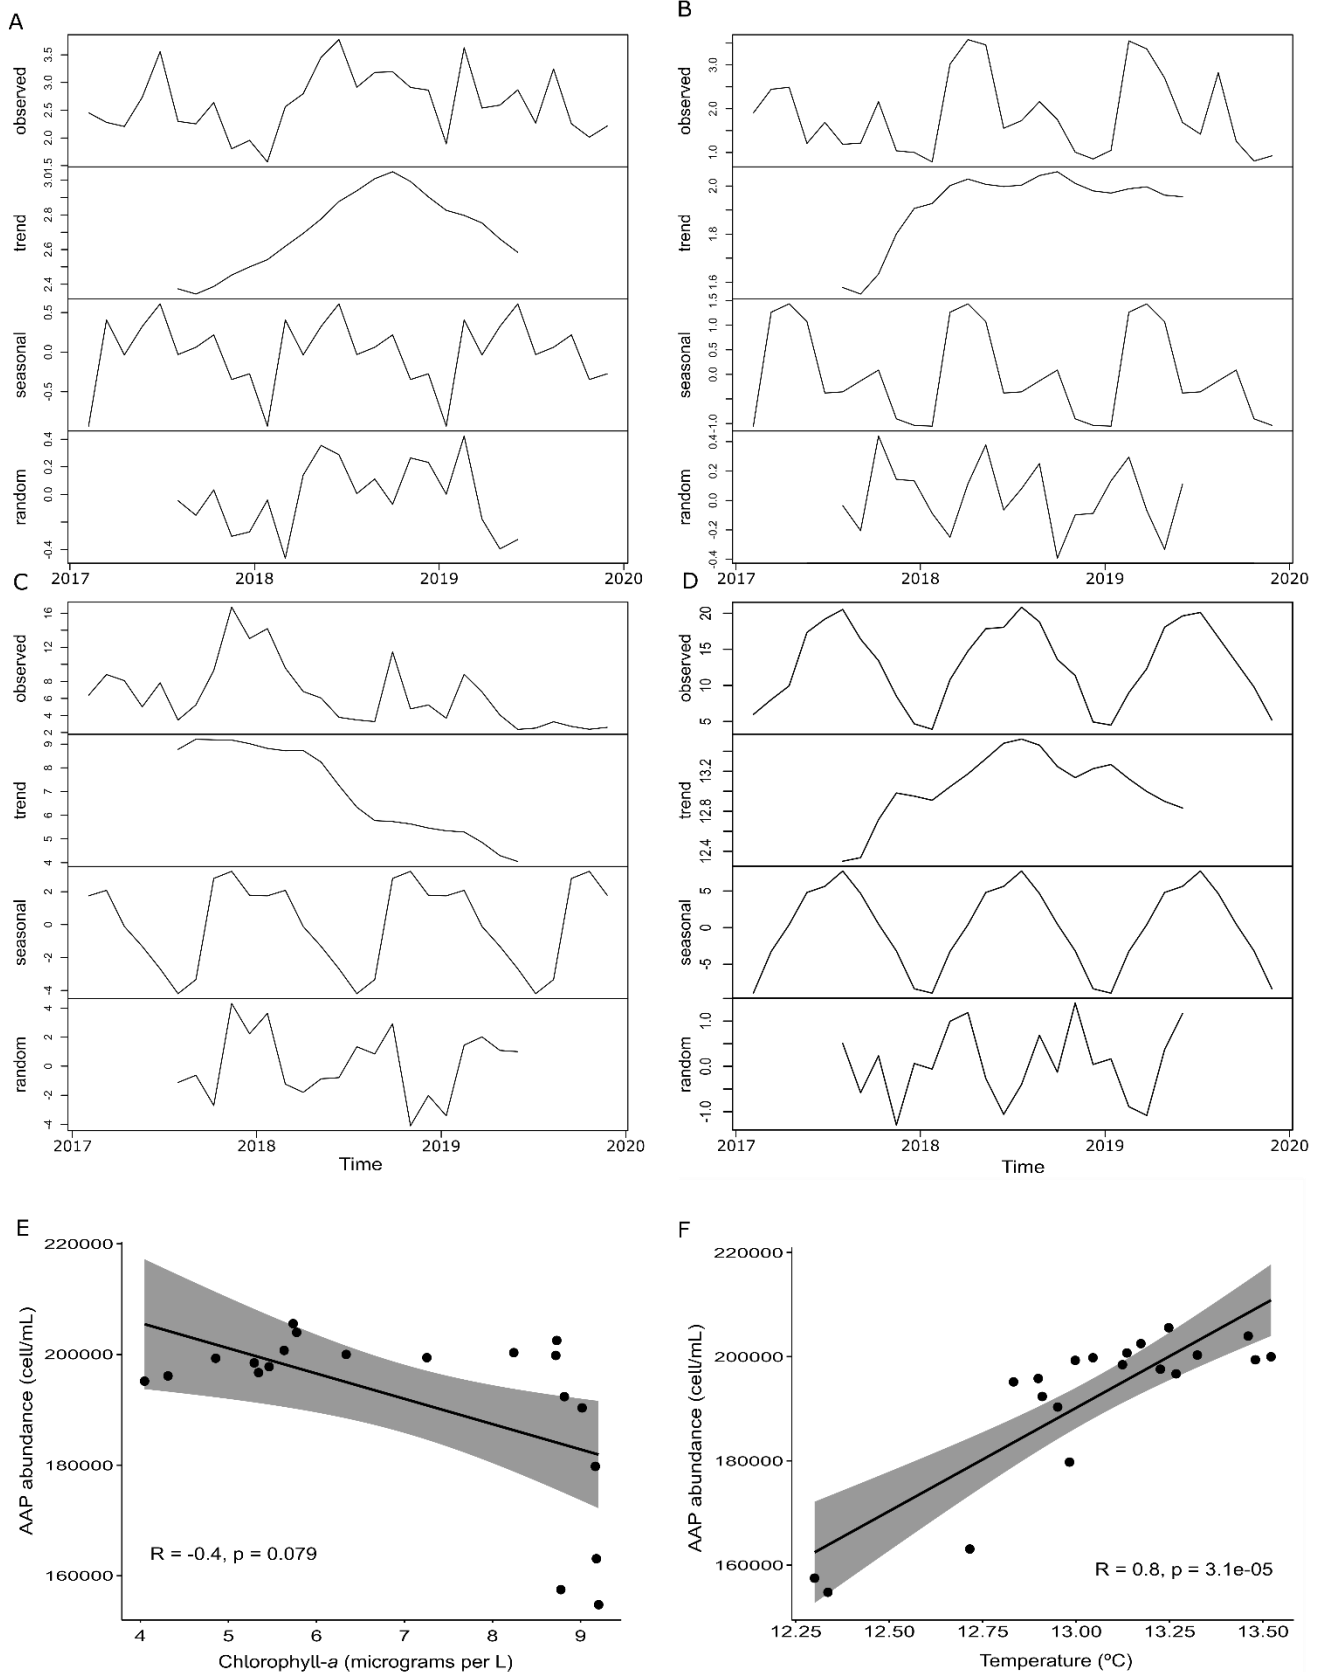 A
observed
1.5 2.0 2.5 3.0 3.5
trend
2.4 2.6 2.8 3.0
seasonal
-0.5 0.0 0.5
random
-0.4 0.0 0.2 0.4
2017 2018 2019 2020
B
observed
1.0 2.0 3.0
trend
1.6 1.8 2.0
seasonal
-1.0 0.0 0.5 1.0 1.5
random
-0.4 -0.2 0.0 0.2 0.4
2017 2018 2019 2020
C
observed
2 4 6 8 12 16
trend
4 5 6 7 8 9
seasonal
-4 -2 0 2
random
-4 -2 0 2 4
2017 2018 2019 2020
Time
D
observed
5 10 15 20
trend
12.4 12.8 13.2
seasonal
-5 0 5
random
-1.0 0.0 1.0
2017 2018 2019 2020
Time
E
AAP abundance (cell/mL)
220000
200000
180000
160000
R = -0.4, p = 0.079
4 5 6 7 8 9
Chlorophyll-a (micrograms per L)
F
AAP abundance (cell/mL)
220000
200000
180000
160000
R = 0.8, p = 3.1e-05
12.25 12.50 12.75 13.00 13.25 13.50
Temperature (ºC)